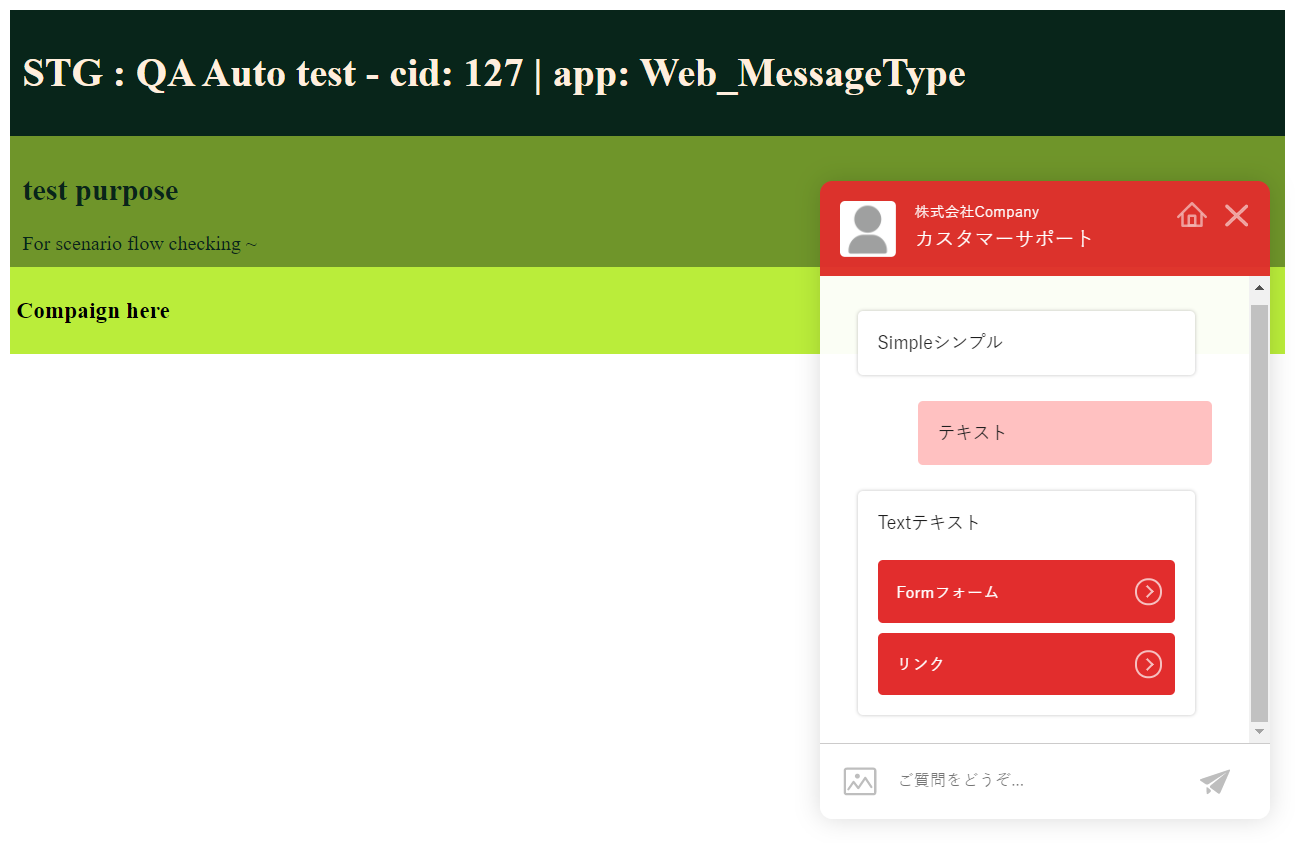 STG : QA Auto test - cid: 127 | app: Web_MessageType
test purpose
For scenario flow checking ~
Compaign here
株式会社Company
カスタマーサポート
Simpleシンプル
テキスト
Textテキスト
Formフォーム
リンク
ご質問をどうぞ...